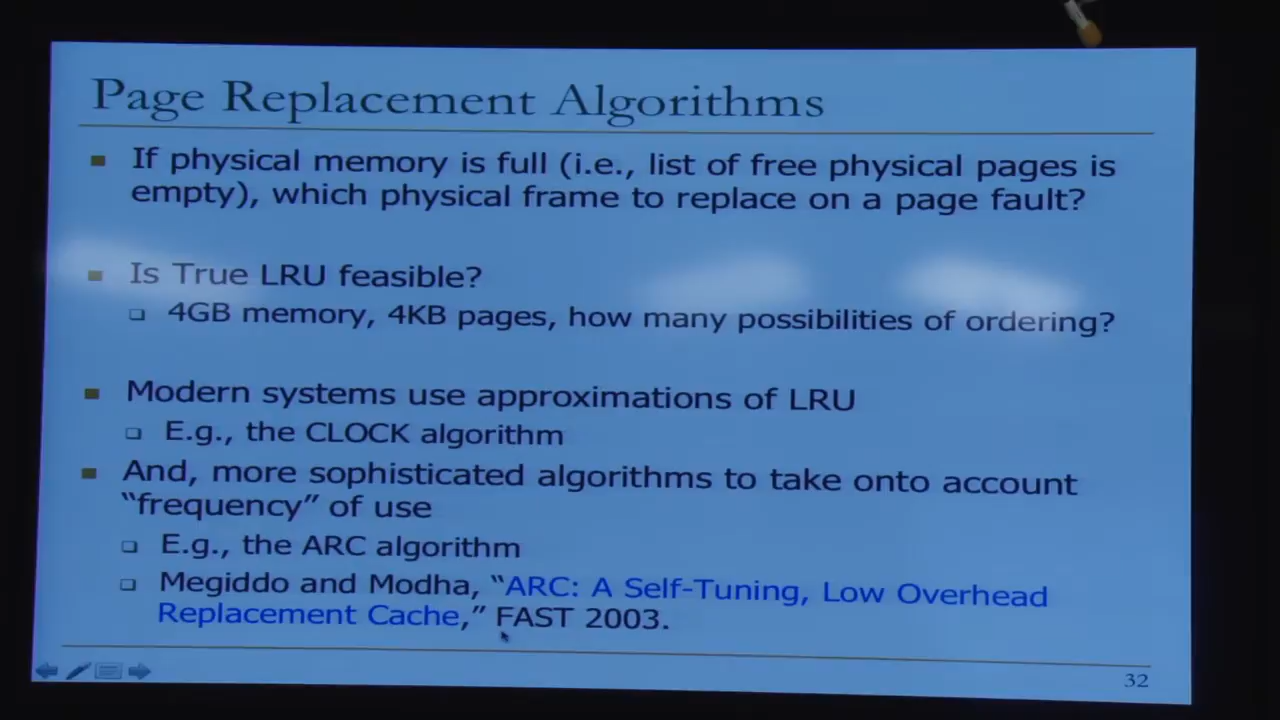 Page Replacement Algorithms
If physical memory is full (i.e., list of free physical pages is
empty), which physical frame to replace on a page fault?
Is True LRU feasible?
4GB memory, 4KB pages, how many possibilities of ordering?
Modern systems use approximations of LRU
E.g., the CLOCK algorithm
And, more sophisticated algorithms to take onto account
“frequency” of use
E.g., the ARC algorithm
Megiddo and Modha, “ARC: A Self-Tuning, Low Overhead
Replacement Cache,” FAST 2003.
32